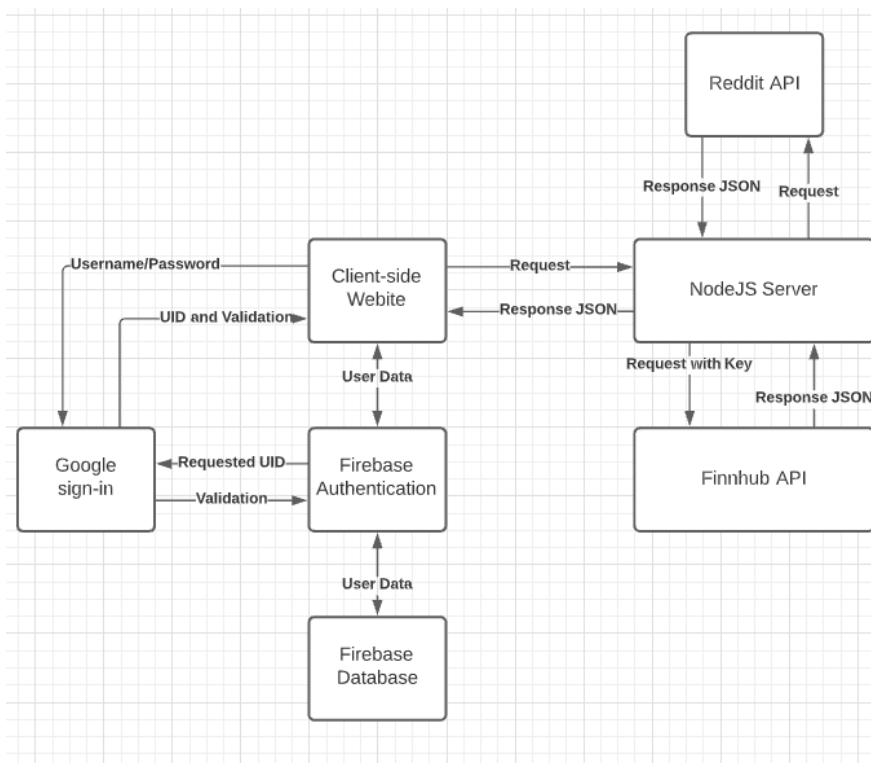 Reddit API
Response JSON
Request
Username/Password
Client-side
Webite
Request
NodeJS Server
UID and Validation
Response JSON
User Data
Request with Key
Response JSON
Google
sign-in
Requested UID
Validation
Firebase
Authentication
Finnhub API
User Data
Firebase
Database